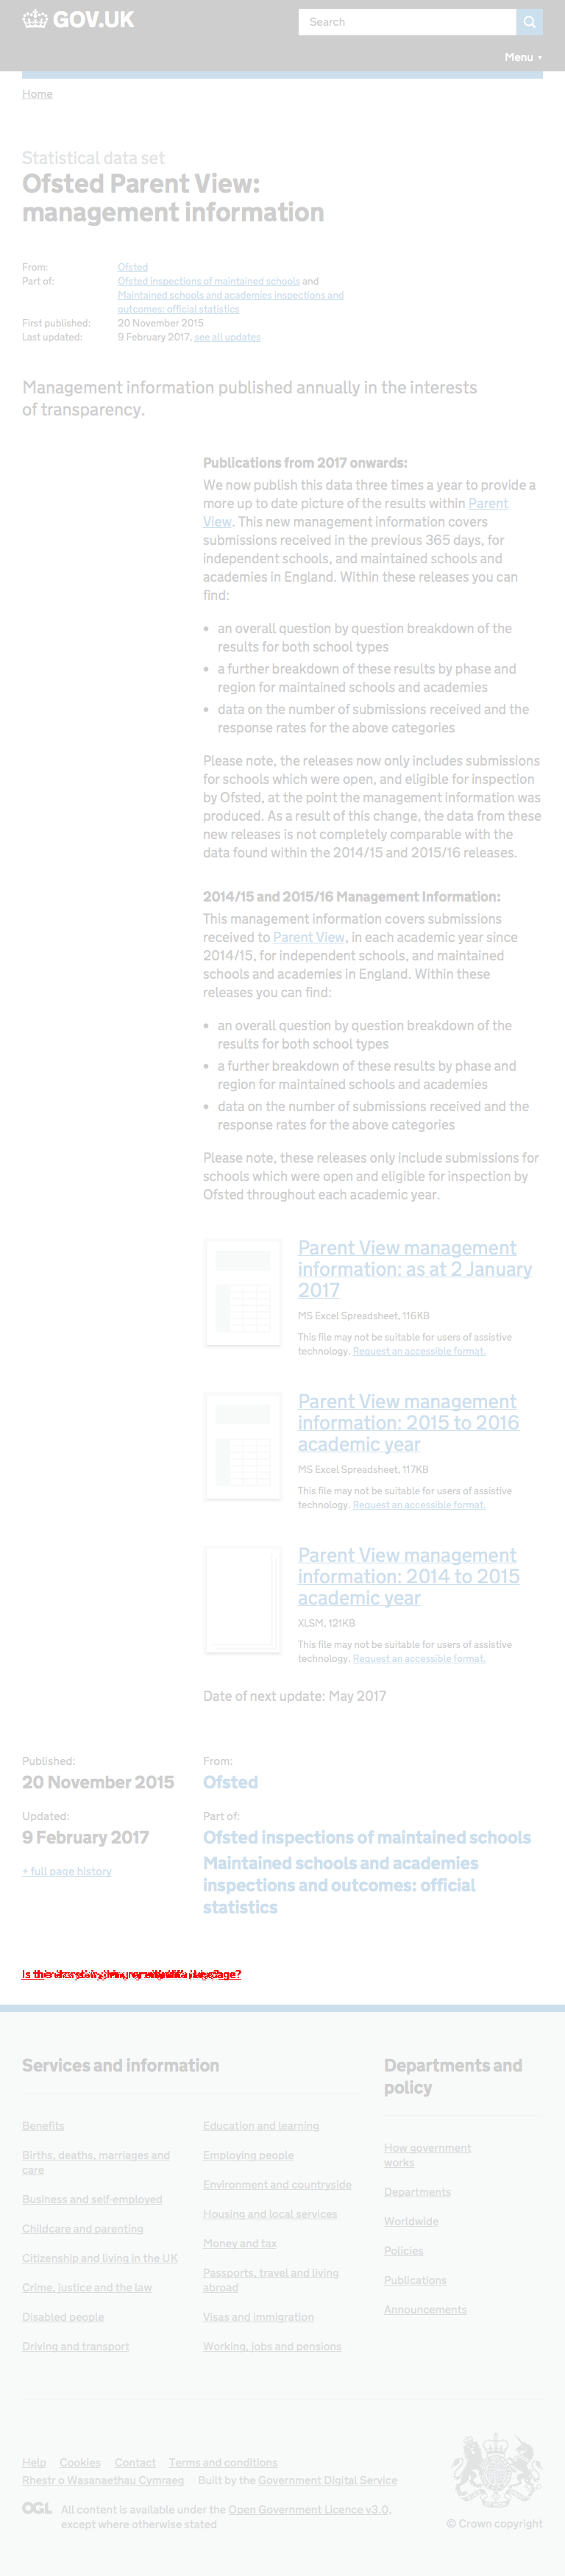 GOV.UK
Search
Menu ▼
Home
Statistical data set
Ofsted Parent View:
management information
From: Ofsted
Part of: Ofsted inspections of maintained schools and
Maintained schools and academies inspections and
outcomes: official statistics
First published: 20 November 2015
Last updated: 9 February 2017, see all updates
Management information published annually in the interests
of transparency.
Publications from 2017 onwards:
We now publish this data three times a year to provide a
more up to date picture of the results within Parent
View. This new management information covers
submissions received in the previous 365 days, for
independent schools, and maintained schools and
academies in England. Within these releases you can
find:
• an overall question by question breakdown of the
results for both school types
• a further breakdown of these results by phase and
region for maintained schools and academies
• data on the number of submissions received and the
response rates for the above categories
Please note, the releases now only includes submissions
for schools which were open, and eligible for inspection
by Ofsted, at the point the management information was
produced. As a result of this change, the data from these
new releases is not completely comparable with the
data found within the 2014/15 and 2015/16 releases.
2014/15 and 2015/16 Management Information:
This management information covers submissions
received to Parent View, in each academic year since
2014/15, for independent schools, and maintained
schools and academies in England. Within these
releases you can find:
• an overall question by question breakdown of the
results for both school types
• a further breakdown of these results by phase and
region for maintained schools and academies
• data on the number of submissions received and the
response rates for the above categories
Please note, these releases only include submissions for
schools which were open and eligible for inspection by
Ofsted throughout each academic year.
Parent View management
information: as at 2 January
2017
MS Excel Spreadsheet, 116KB
This file may not be suitable for users of assistive
technology. Request an accessible format.
Parent View management
information: 2015 to 2016
academic year
MS Excel Spreadsheet, 117KB
This file may not be suitable for users of assistive
technology. Request an accessible format.
Parent View management
information: 2014 to 2015
academic year
XLSM, 121KB
This file may not be suitable for users of assistive
technology. Request an accessible format.
Date of next update: May 2017
Published:
20 November 2015
Updated:
9 February 2017
+ full page history
From:
Ofsted
Part of:
Ofsted inspections of maintained schools
Maintained schools and academies
inspections and outcomes: official
statistics
Services and information
Benefits
Births, deaths, marriages and
care
Business and self-employed
Childcare and parenting
Citizenship and living in the UK
Crime, justice and the law
Disabled people
Driving and transport
Education and learning
Employing people
Environment and countryside
Housing and local services
Money and tax
Passports, travel and living
abroad
Visas and immigration
Working, jobs and pensions
Departments and
policy
How government
works
Departments
Worldwide
Policies
Publications
Announcements
Help Cookies Contact Terms and conditions
Rhestr o Wasanaethau Cymraeg Built by the Government Digital Service
OGL All content is available under the Open Government Licence v3.0,
except where otherwise stated
© Crown copyright